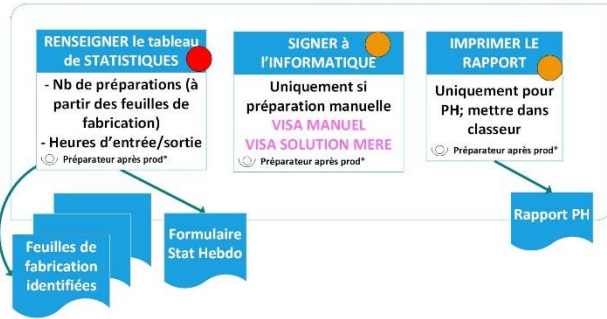 RENSEIGNER le tableau
de STATISTIQUES
- Nb de préparations (à
partir des feuilles de
fabrication)
- Heures d'entrée/sortie
Préparateur après prod°
SIGNER à
l'INFORMATIQUE
Uniquement si
préparation manuelle
VISA MANUEL
VISA SOLUTION MERE
Préparateur après prod°
IMPRIMER LE
RAPPORT
Uniquement pour
PH; mettre dans
classeur
Préparateur après prod°
Feuilles de
fabrication
identifiées
Formulaire
Stat Hebdo
Rapport PH